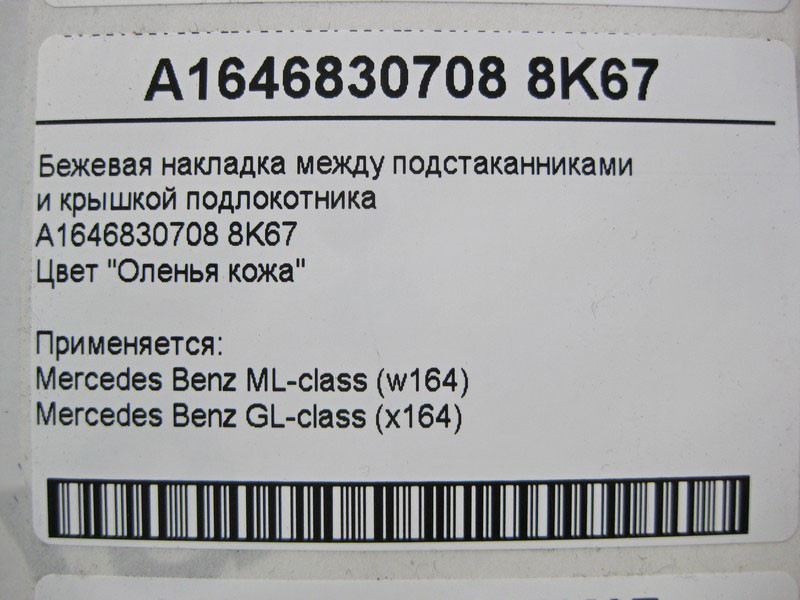 A1646830708 8K67
Бежевая накладка между подстаканниками
и крышкой подлокотника
A1646830708 8K67
Цвет "Оленья кожа"
Применяется:
Mercedes Benz ML-class (w164)
Mercedes Benz GL-class (x164)